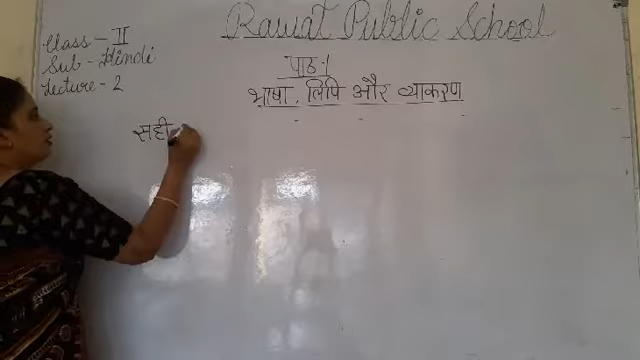 Rawat Public School
Class - II
Sub - Hindi
Lecture - 2
पाठ-1
भाषा, लिपि और व्याकरण
सही